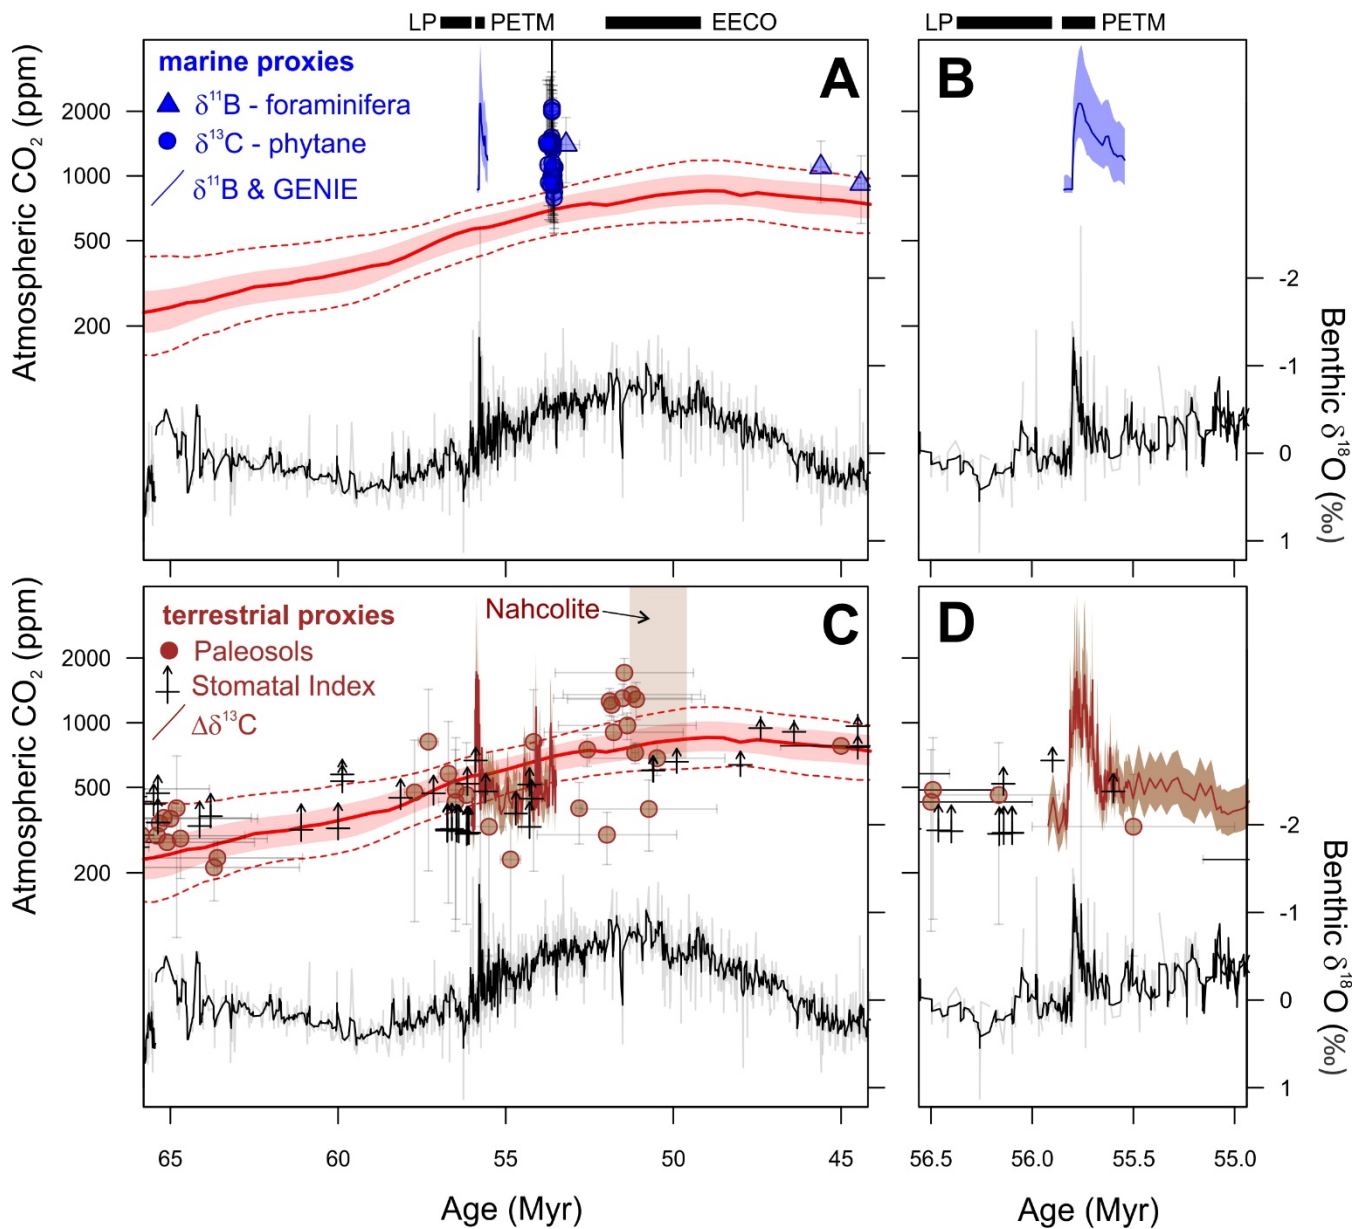 LP PETM EECO LP PETM
marine proxies
δ¹¹B - foraminifera
δ¹³C - phytane
δ¹¹B & GENIE
A
B
Atmospheric CO₂ (ppm)
2000
1000
500
200
-2
-1
0
1
Benthic δ¹⁸O (‰)
terrestrial proxies
Paleosols
Stomatal Index
Δδ¹³C
Nahcolite
C
D
Atmospheric CO₂ (ppm)
2000
1000
500
200
-2
-1
0
1
Benthic δ¹⁸O (‰)
65 60 55 50 45 56.5 56.0 55.5 55.0
Age (Myr) Age (Myr)